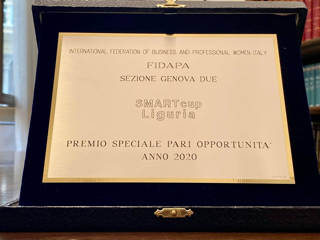 INTERNATIONAL FEDERATION OF BUSINESS AND PROFESSIONAL WOMEN ITALY
FIDAPA
SEZIONE GENOVA DUE
SMARTcup
Liguria
PREMIO SPECIALE PARI OPPORTUNITA'
ANNO 2020